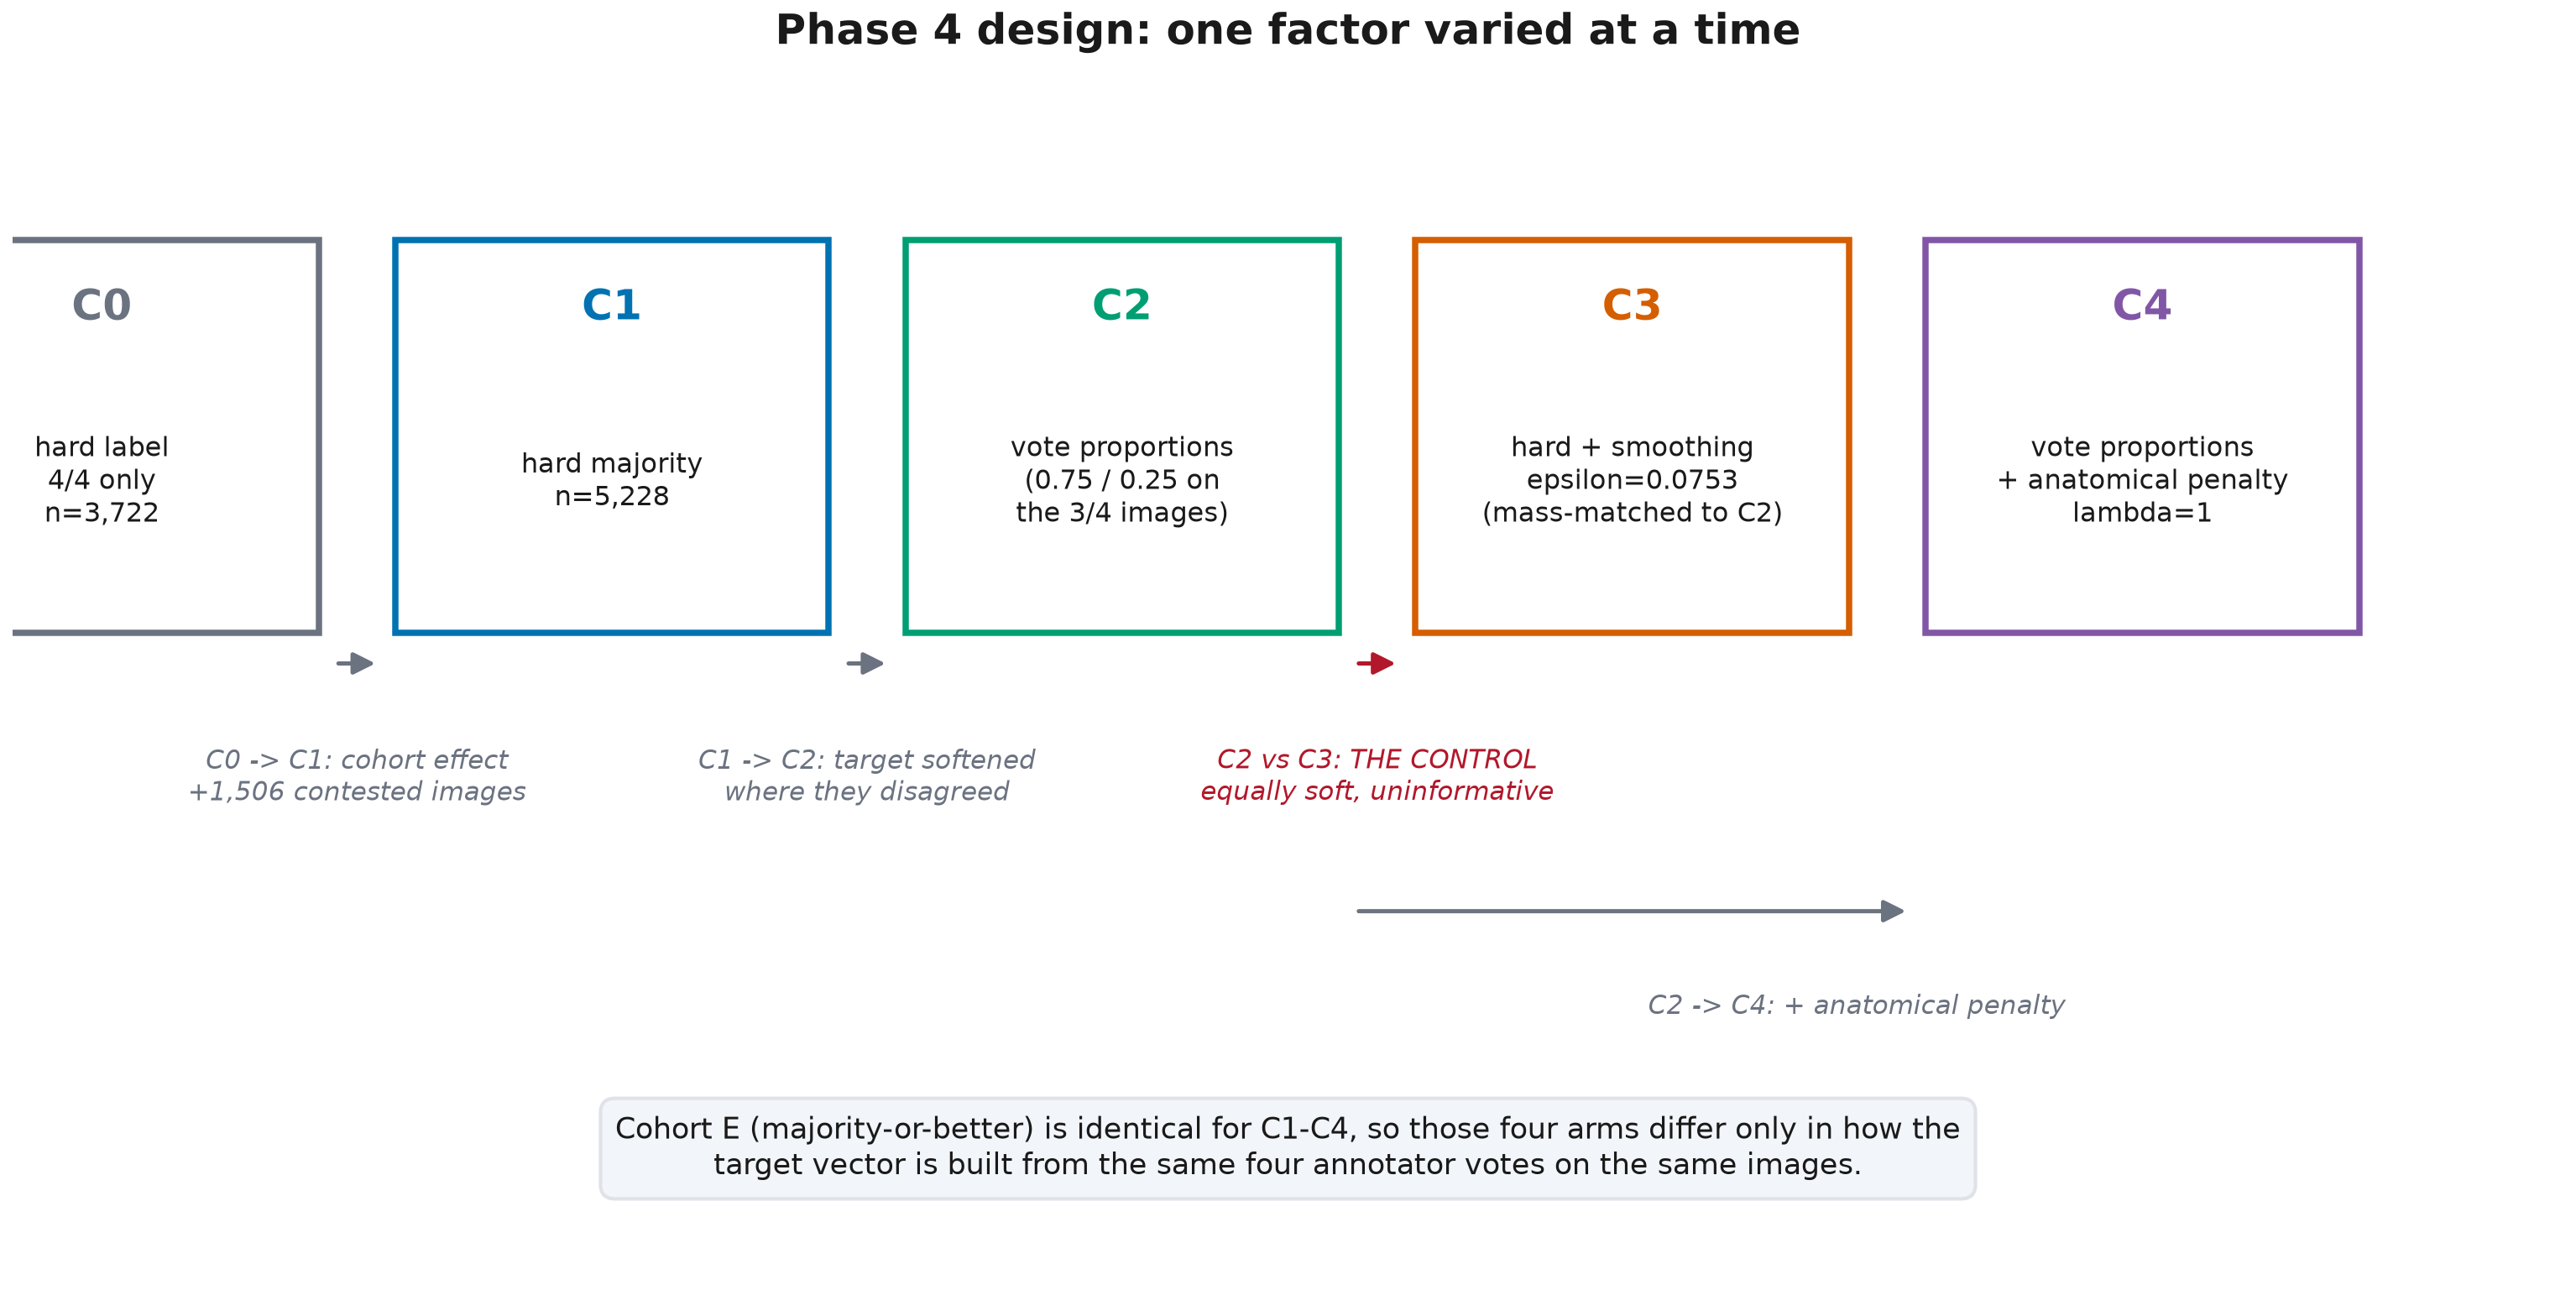 Phase 4 design: one factor varied at a time
C0
hard label
4/4 only
n=3,722
C1
hard majority
n=5,228
C2
vote proportions
(0.75 / 0.25 on
the 3/4 images)
C3
hard + smoothing
epsilon=0.0753
(mass-matched to C2)
C4
vote proportions
+ anatomical penalty
lambda=1
C0 -> C1: cohort effect
+1,506 contested images
C1 -> C2: target softened
where they disagreed
C2 vs C3: THE CONTROL
equally soft, uninformative
C2 -> C4: + anatomical penalty
Cohort E (majority-or-better) is identical for C1-C4, so those four arms differ only in how the
target vector is built from the same four annotator votes on the same images.